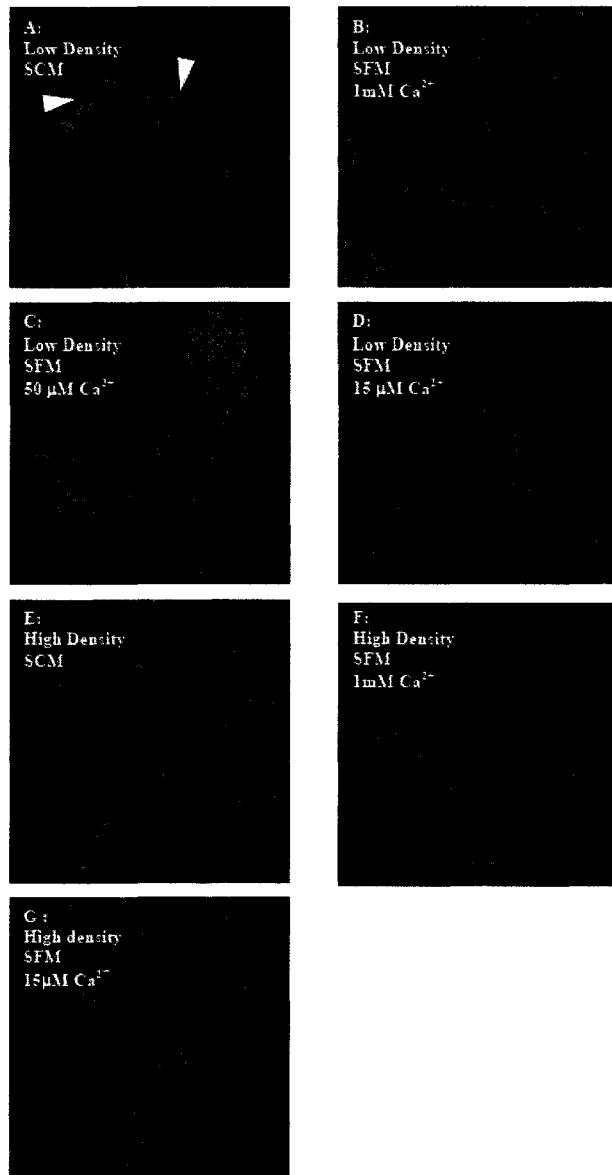 A:
Low Density
SCM
B:
Low Density
SFM
1mM Ca²⁺
C:
Low Density
SFM
50 µM Ca²⁺
D:
Low Density
SFM
15 µM Ca²⁺
E:
High Density
SCM
F:
High Density
SFM
1mM Ca²⁺
G :
High density
SFM
15µM Ca²⁺